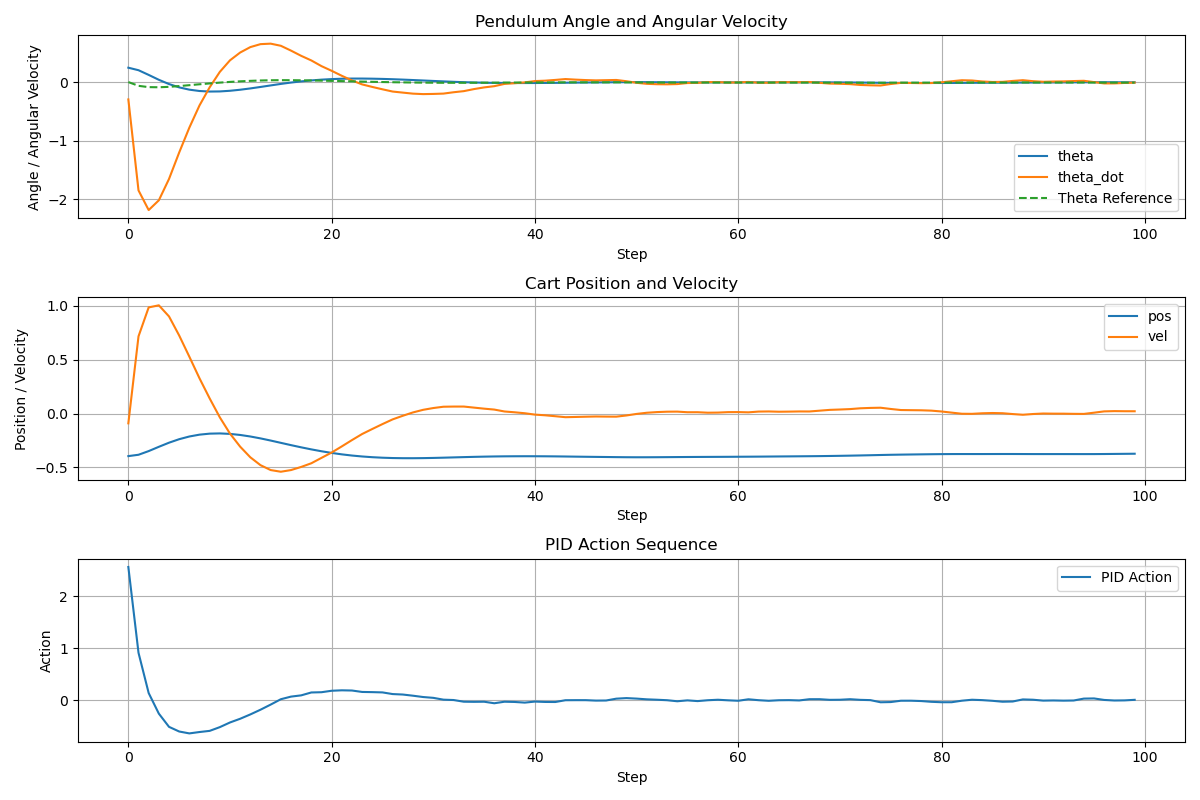 Pendulum Angle and Angular Velocity
Angle / Angular Velocity
0
−1
−2
theta
theta_dot
Theta Reference
0 20 40 60 80 100
Step
Cart Position and Velocity
Position / Velocity
1.0
0.5
0.0
−0.5
pos
vel
0 20 40 60 80 100
Step
PID Action Sequence
Action
2
1
0
PID Action
0 20 40 60 80 100
Step